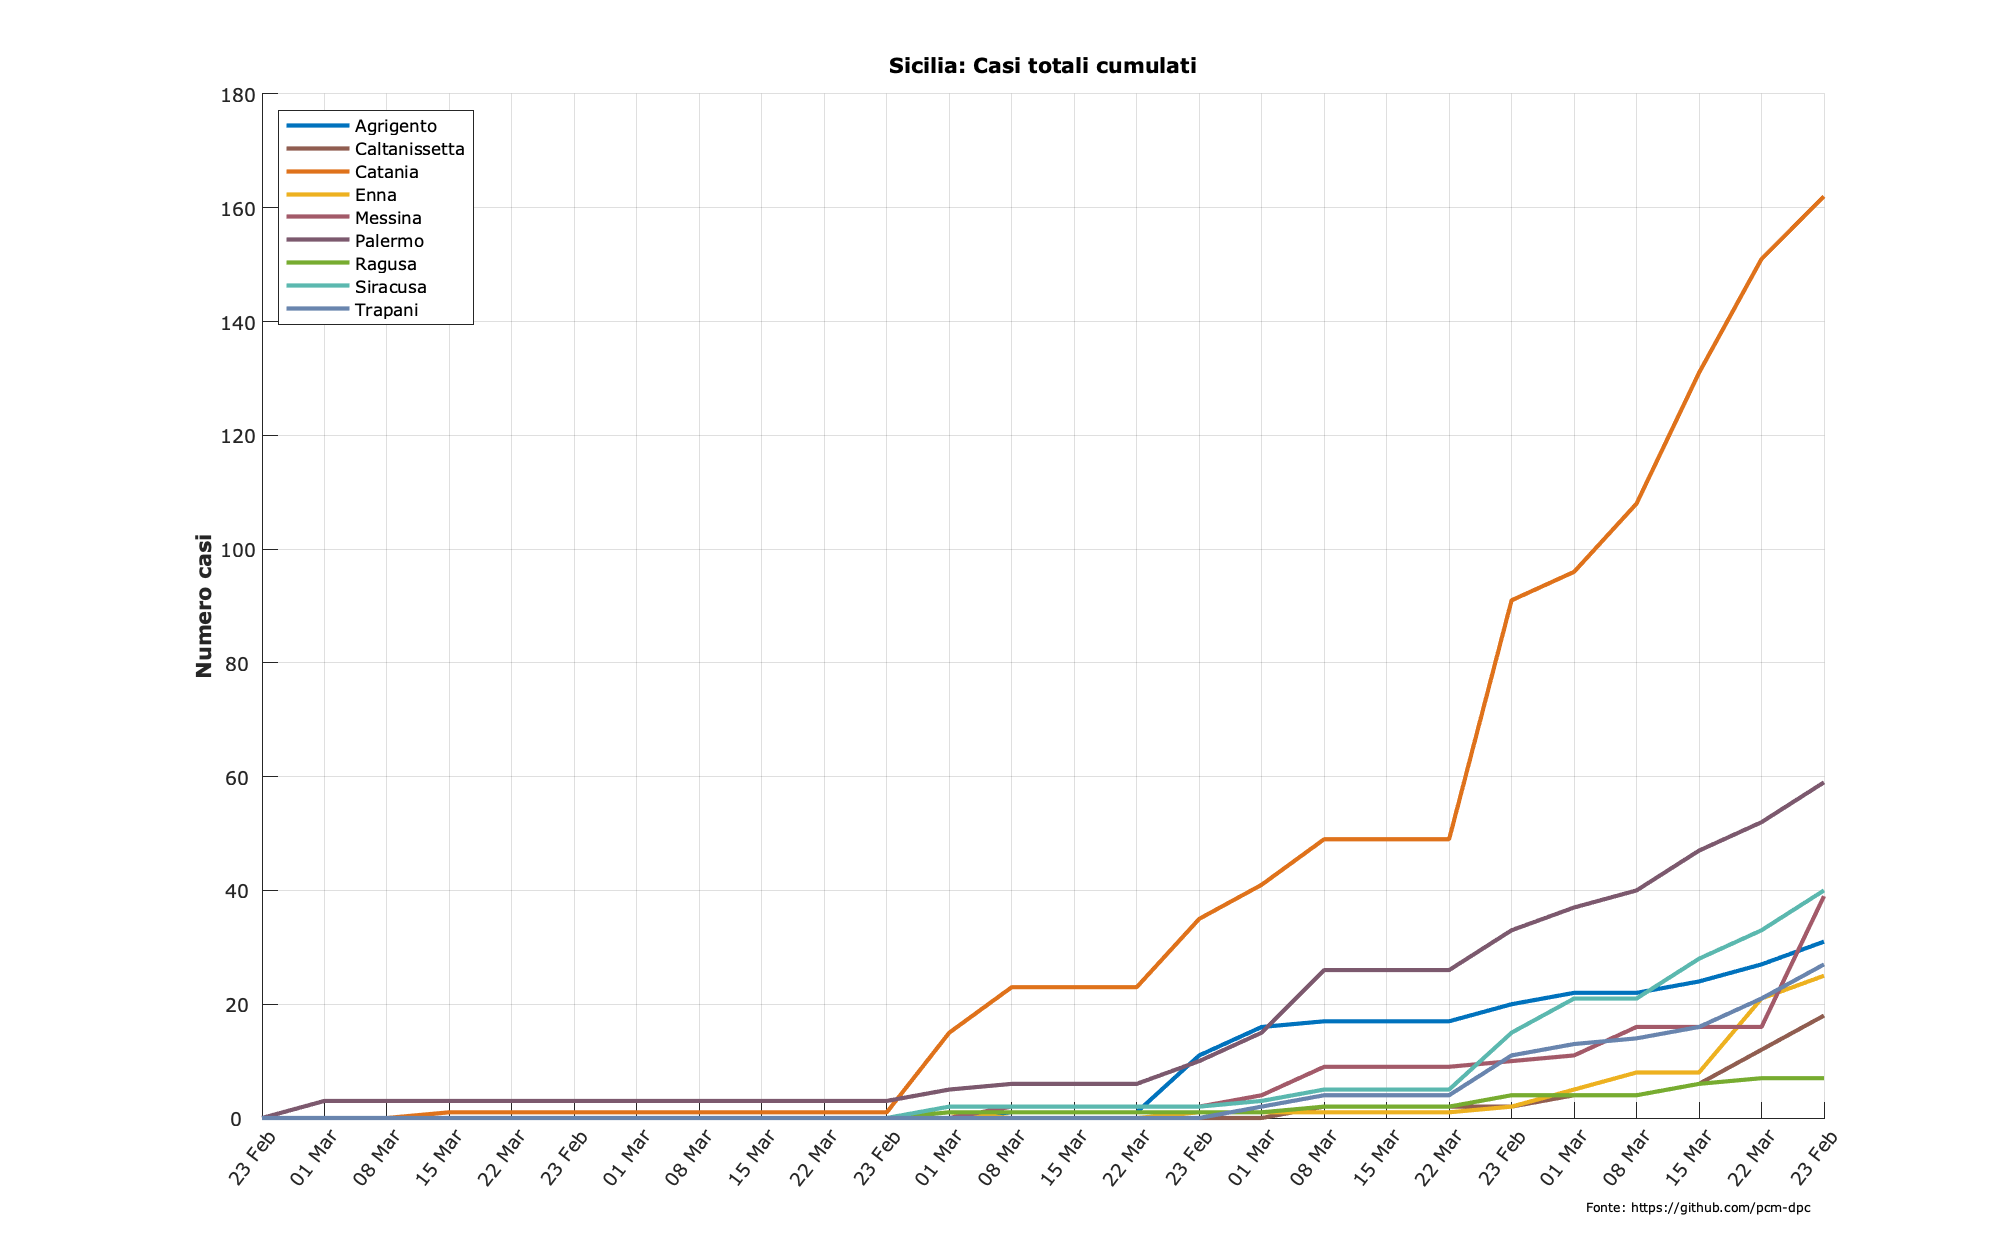 Sicilia: Casi totali cumulati
180
160
140
120
100
80
60
40
20
0
Numero casi
Agrigento
Caltanissetta
Catania
Enna
Messina
Palermo
Ragusa
Siracusa
Trapani
23 Feb
01 Mar
08 Mar
15 Mar
22 Mar
23 Feb
01 Mar
08 Mar
15 Mar
22 Mar
23 Feb
01 Mar
08 Mar
15 Mar
22 Mar
23 Feb
01 Mar
08 Mar
15 Mar
22 Mar
23 Feb
01 Mar
08 Mar
15 Mar
22 Mar
23 Feb
Fonte: https://github.com/pcm-dpc